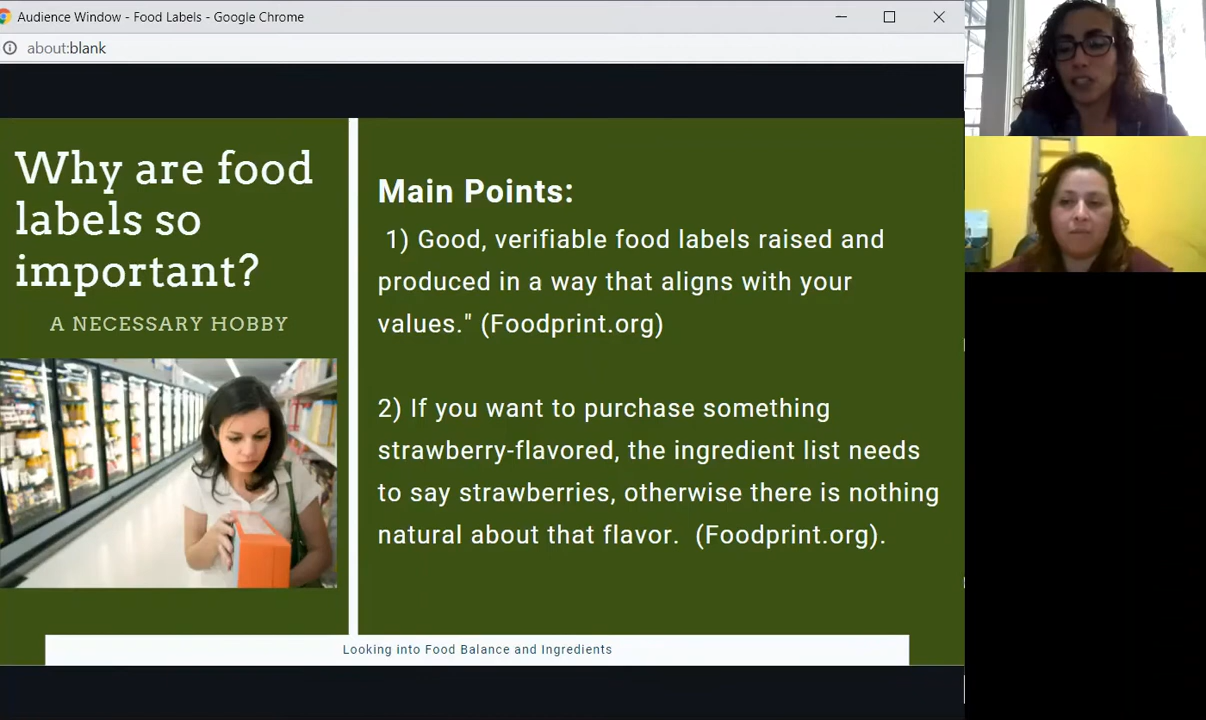 Audience Window - Food Labels - Google Chrome
about:blank
Why are food
labels so
important?
A NECESSARY HOBBY
Main Points:
1) Good, verifiable food labels raised and
produced in a way that aligns with your
values." (Foodprint.org)
2) If you want to purchase something
strawberry-flavored, the ingredient list needs
to say strawberries, otherwise there is nothing
natural about that flavor. (Foodprint.org).
Looking into Food Balance and Ingredients